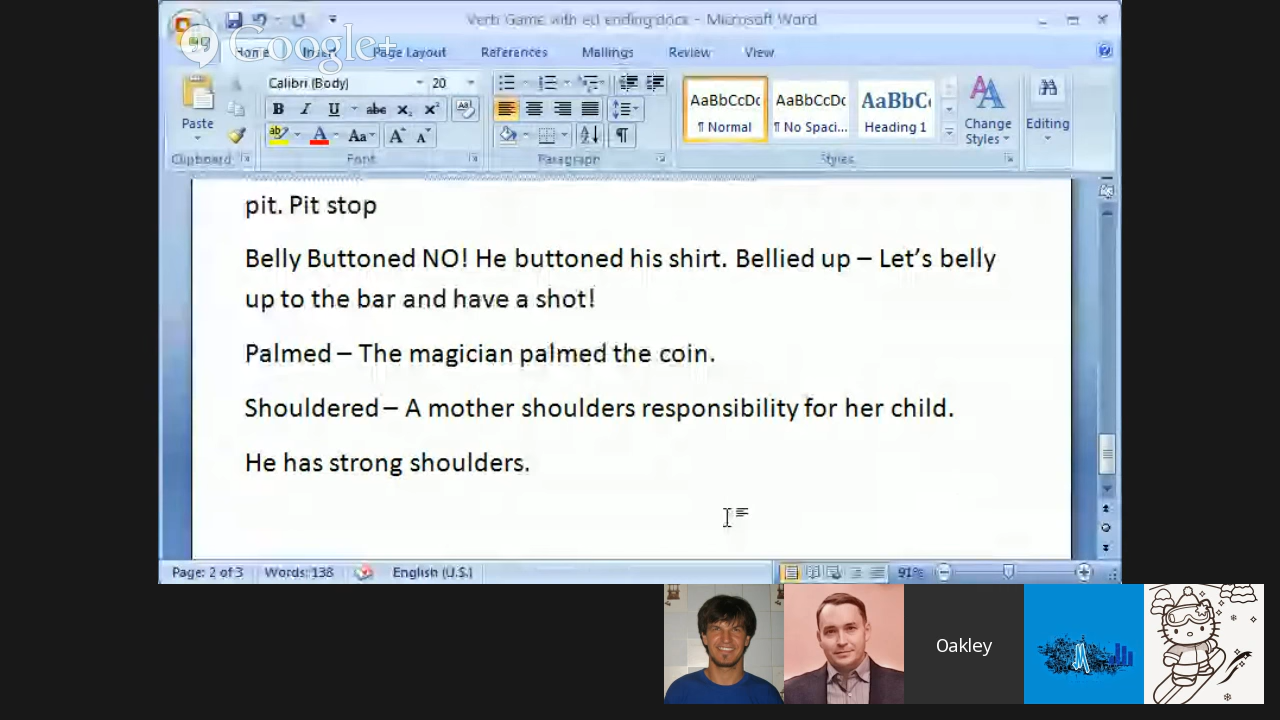 Verb Game with ed ending.docx - Microsoft Word
Google+
Home Insert Page Layout References Mailings Review View
Calibri (Body) 20
AaBbCcDc AaBbCcDc AaBbC
Paste
¶ Normal ¶ No Spaci... Heading 1 Change Styles Editing
Clipboard Font Paragraph Styles
pit. Pit stop
Belly Buttoned NO! He buttoned his shirt. Bellied up – Let’s belly
up to the bar and have a shot!
Palmed – The magician palmed the coin.
Shouldered – A mother shoulders responsibility for her child.
He has strong shoulders.
Page: 2 of 3 Words: 138 English (U.S.) 91%
Oakley